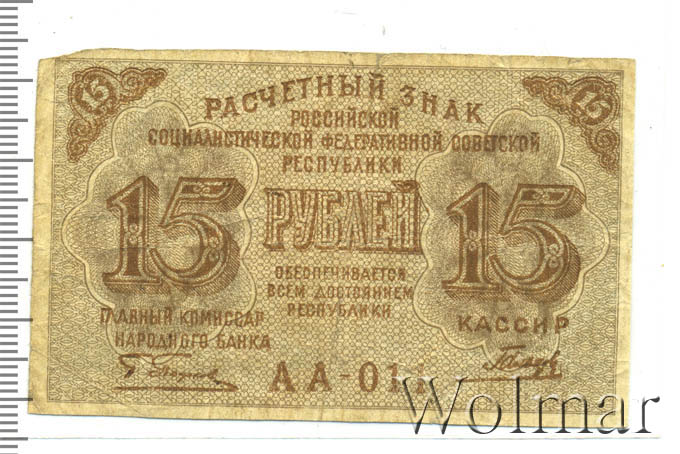 15
15
РАСЧЕТНЫЙ ЗНАК
РОССИЙСКОЙ
СОЦИАЛИСТИЧЕСКОЙ ФЕДЕРАТИВНОЙ СОВЕТСКОЙ
РЕСПУБЛИКИ
15 РУБЛЕЙ 15
ОБЕСПЕЧИВАЕТСЯ
ВСЕМ ДОСТОЯНИЕМ
РЕСПУБЛИКИ
ГЛАВНЫЙ КОМИССАР
НАРОДНОГО БАНКА
КАССИР
Wolmar